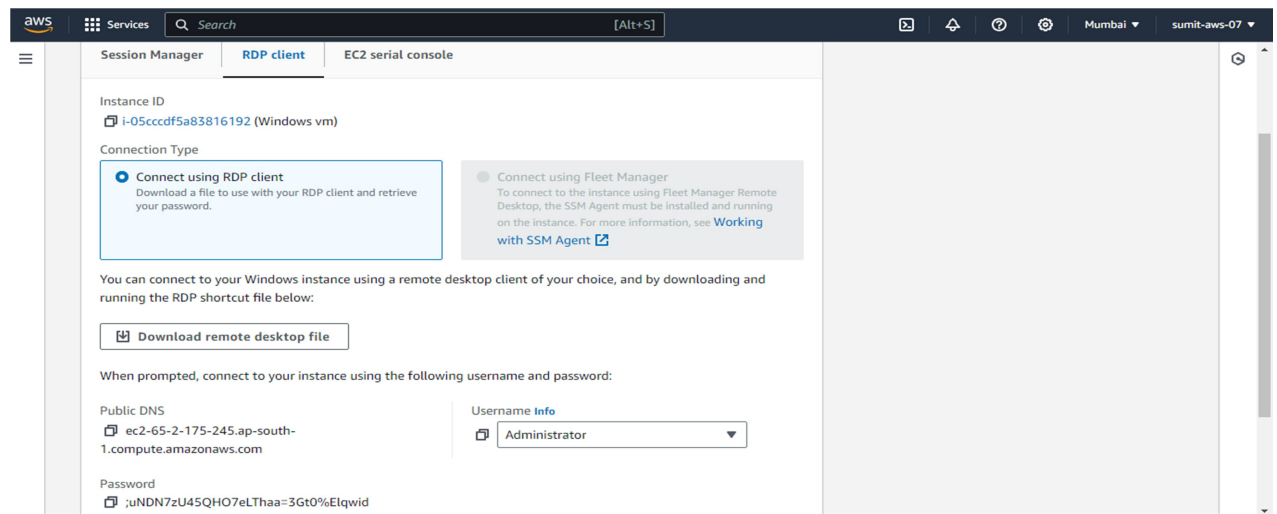 aws
Services
Search
[Alt+S]
Mumbai
sumit-aws-07
Session Manager
RDP client
EC2 serial console
Instance ID
i-05cccdf5a83816192 (Windows vm)
Connection Type
Connect using RDP client
Download a file to use with your RDP client and retrieve
your password.
Connect using Fleet Manager
To connect to the instance using Fleet Manager Remote
Desktop, the SSM Agent must be installed and running
on the instance. For more information, see Working
with SSM Agent
You can connect to your Windows instance using a remote desktop client of your choice, and by downloading and
running the RDP shortcut file below:
Download remote desktop file
When prompted, connect to your instance using the following username and password:
Public DNS
ec2-65-2-175-245.ap-south-
1.compute.amazonaws.com
Username Info
Administrator
Password
;uNDN7zU45QHO7eLThaa=3Gt0%Elqwid